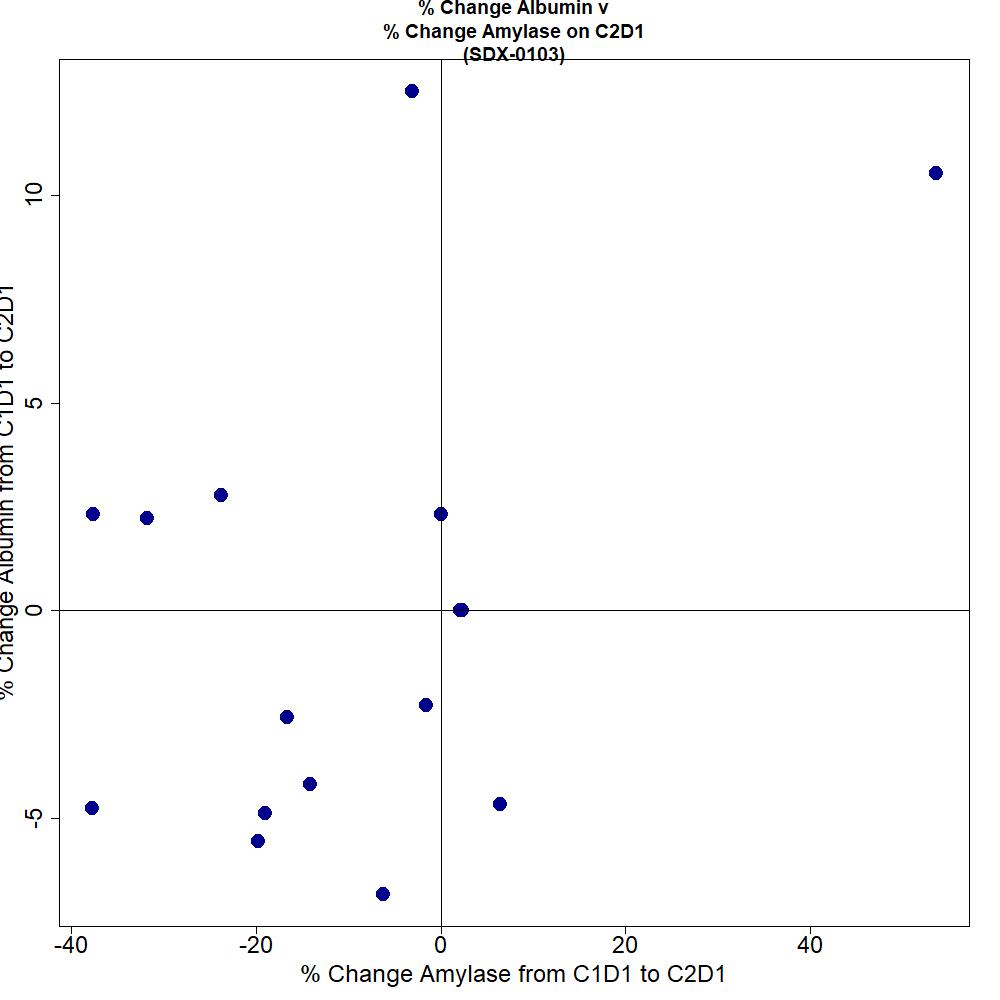 % Change Albumin v
% Change Amylase on C2D1
(SDX-0103)
% Change Albumin from C1D1 to C2D1
10
5
0
-5
-40
-20
0
20
40
% Change Amylase from C1D1 to C2D1